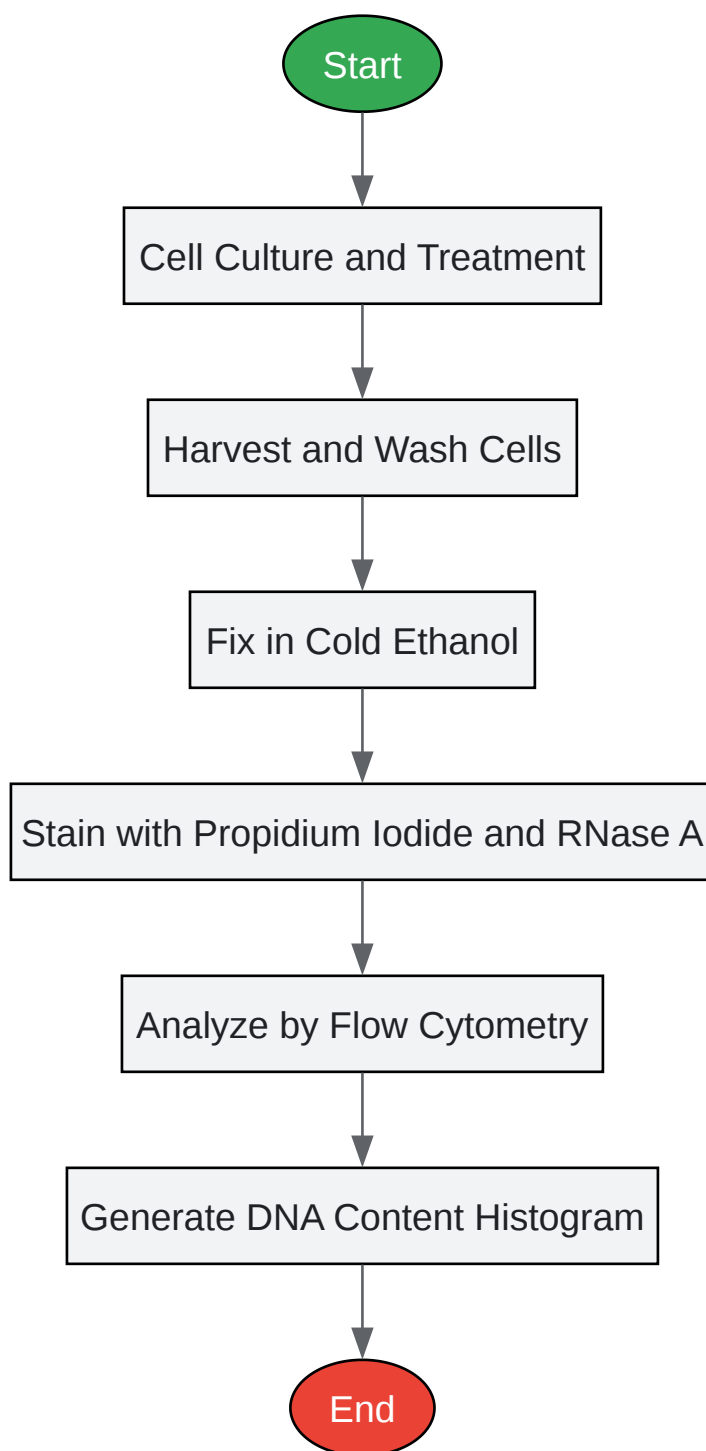 Start
Cell Culture and Treatment
Harvest and Wash Cells
Fix in Cold Ethanol
Stain with Propidium Iodide and RNase A
Analyze by Flow Cytometry
Generate DNA Content Histogram
End